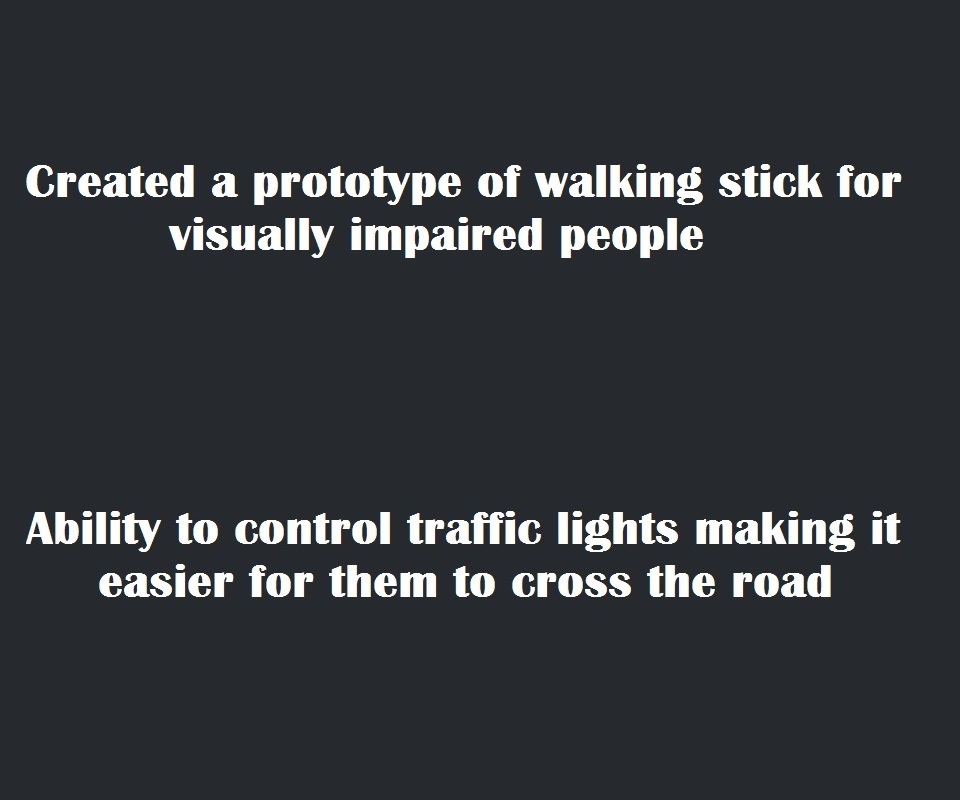 Created a prototype of walking stick for
visually impaired people
Ability to control traffic lights making it
easier for them to cross the road